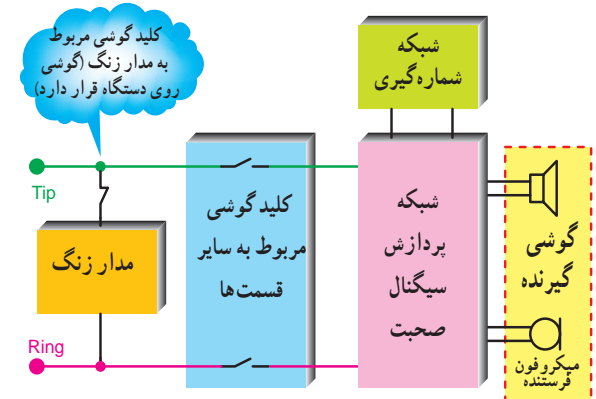 کلید گوشی مربوط
به مدار زنگ (گوشی
روی دستگاه قرار دارد)
شبکه
شماره‌گیری
Tip
کلید گوشی
مربوط به سایر
قسمت‌ها
شبکه
پردازش
سیگنال
صحبت
گوشی
گیرنده
مدار زنگ
Ring
میکروفون
فرستنده